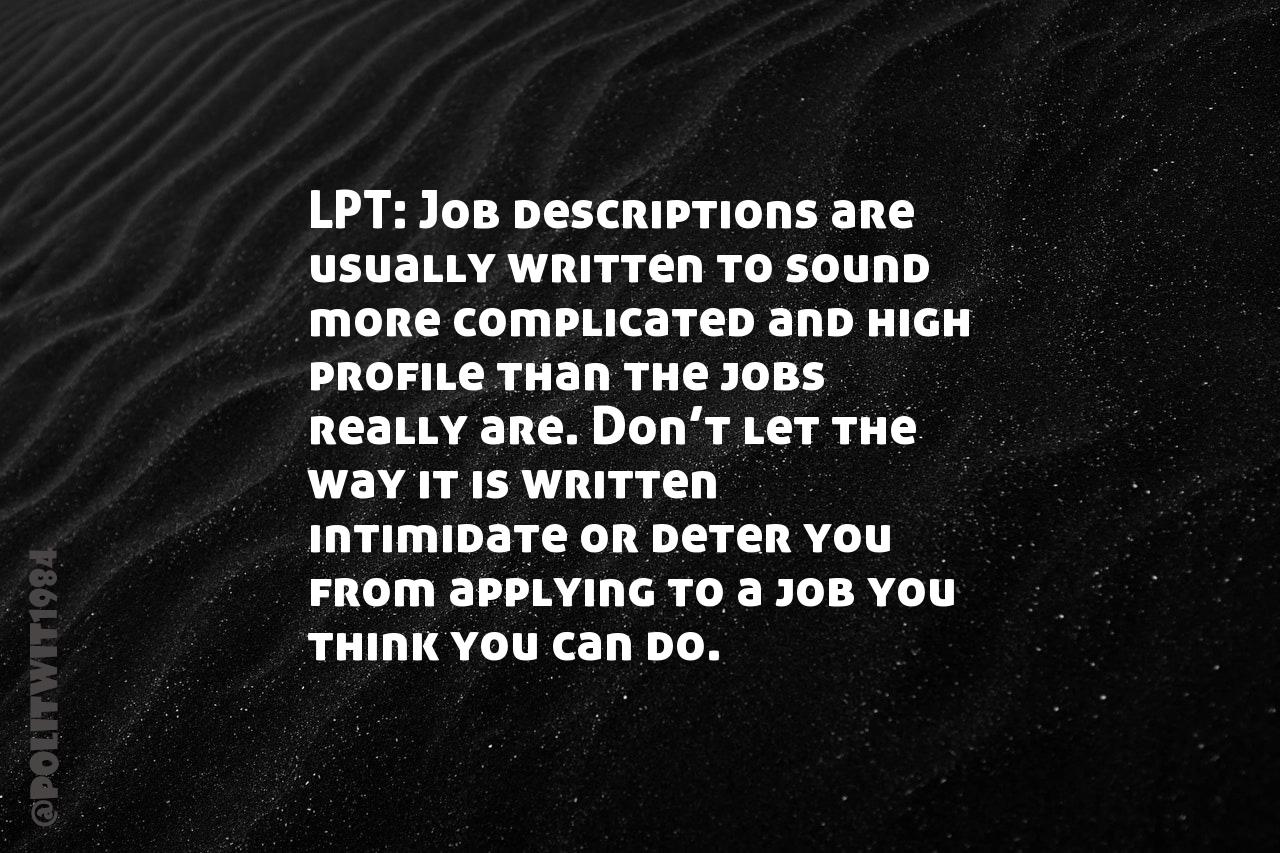 LPT: Job descriptions are
usually written to sound
more complicated and high
profile than the jobs
really are. Don't let the
way it is written
intimidate or deter you
from applying to a job you
think you can do.
@POLITWIT1984